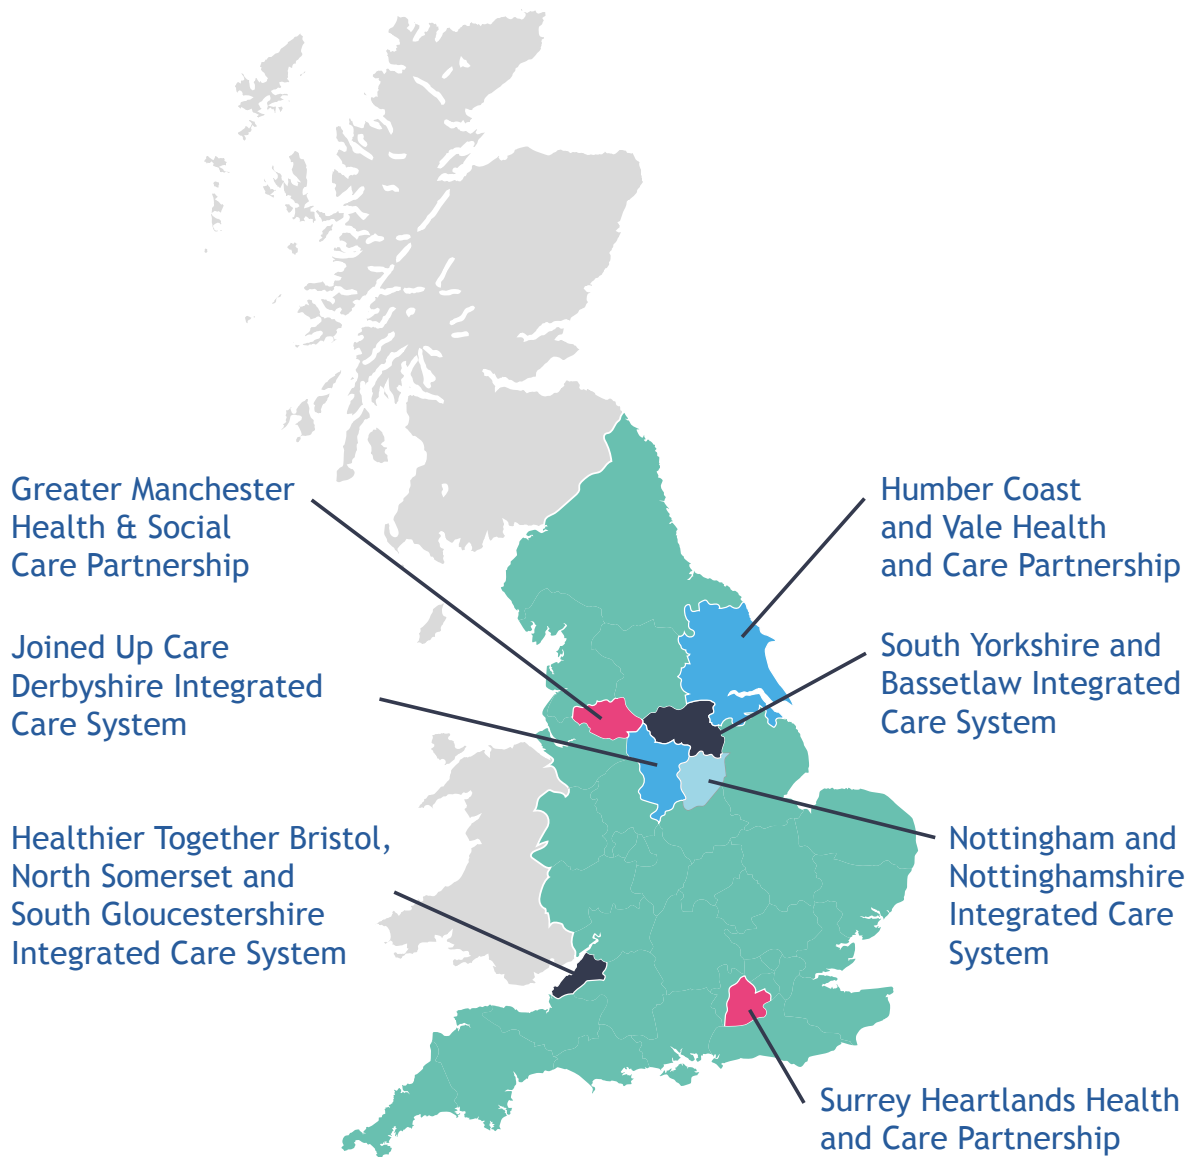 Greater Manchester
Health & Social
Care Partnership
Humber Coast
and Vale Health
and Care Partnership
Joined Up Care
Derbyshire Integrated
Care System
South Yorkshire and
Bassetlaw Integrated
Care System
Healthier Together Bristol,
North Somerset and
South Gloucestershire
Integrated Care System
Nottingham and
Nottinghamshire
Integrated Care
System
Surrey Heartlands Health
and Care Partnership